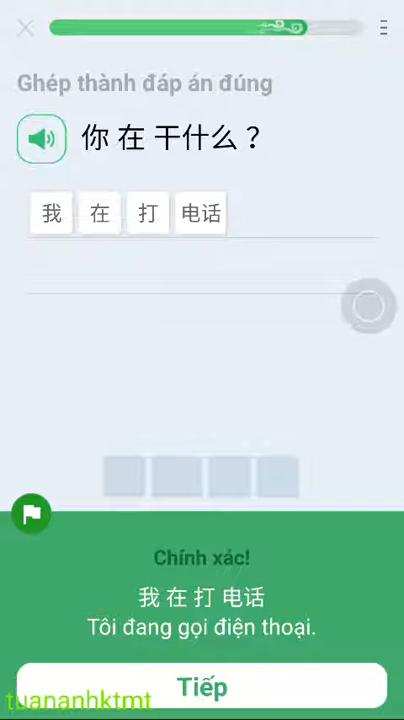 Ghép thành đáp án đúng
你 在 干什么？
我 在 打 电话
Chính xác!
我 在 打 电话
Tôi đang gọi điện thoại.
Tiếp
tuananhktmt